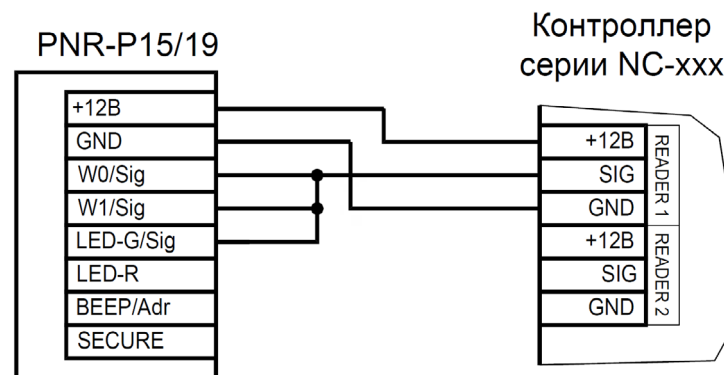 PNR-P15/19
Контроллер
серии NC-xxx
+12В
GND
W0/Sig
W1/Sig
LED-G/Sig
LED-R
BEEP/Adr
SECURE
+12В
SIG
GND
READER 1
+12В
SIG
GND
READER 2